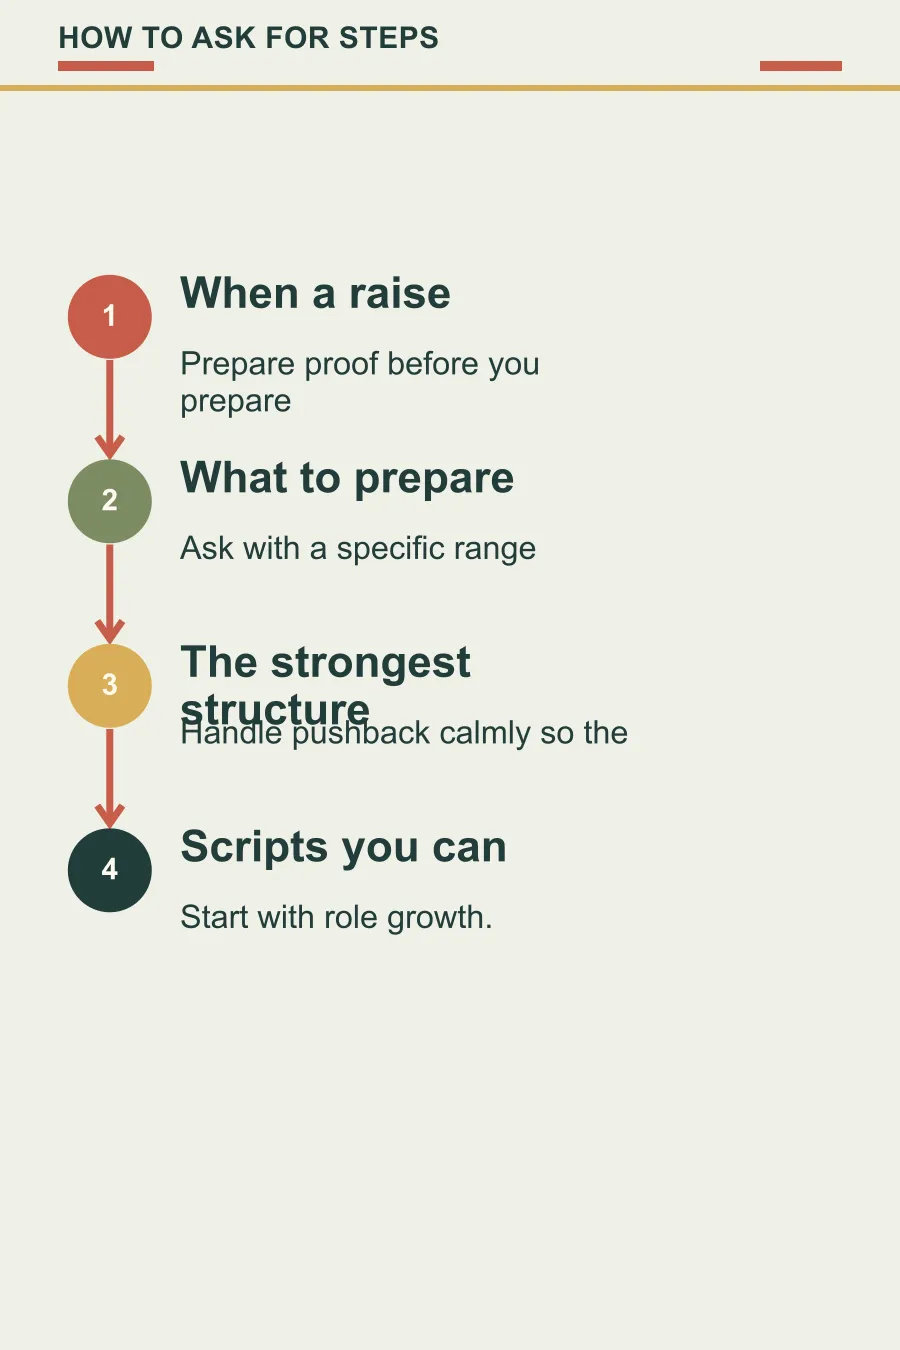 HOW TO ASK FOR STEPS
1
When a raise
Prepare proof before you
prepare
2
What to prepare
Ask with a specific range
3
The strongest
structure
Handle pushback calmly so the
4
Scripts you can
Start with role growth.